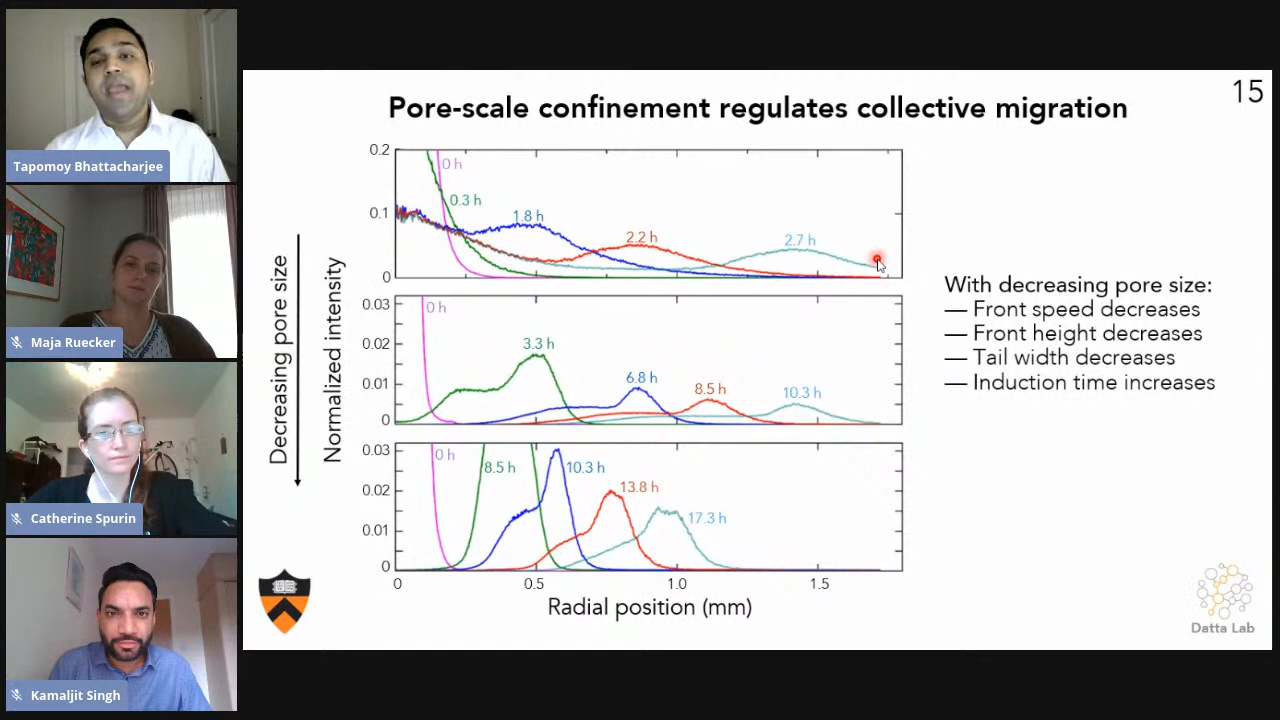 Tapomoy Bhattacharjee
Maja Ruecker
Catherine Spurin
Kamaljit Singh
15
Pore-scale confinement regulates collective migration
Decreasing pore size
Normalized intensity
0.2
0.1
0
0 h
0.3 h
1.8 h
2.2 h
2.7 h
0.03
0.02
0.01
0
0 h
3.3 h
6.8 h
8.5 h
10.3 h
0.03
0.02
0.01
0
0 h
8.5 h
10.3 h
13.8 h
17.3 h
0
0.5
1.0
1.5
Radial position (mm)
With decreasing pore size:
— Front speed decreases
— Front height decreases
— Tail width decreases
— Induction time increases
Datta Lab